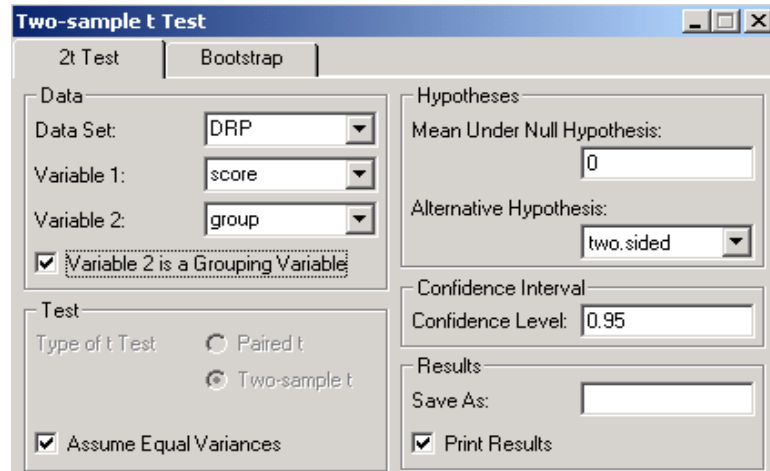 Two-sample t Test
2t Test
Bootstrap
Data
Data Set:
DRP
Variable 1:
score
Variable 2:
group
Variable 2 is a Grouping Variable
Test
Type of t Test
Paired t
Two-sample t
Assume Equal Variances
Hypotheses
Mean Under Null Hypothesis:
0
Alternative Hypothesis:
two.sided
Confidence Interval
Confidence Level:
0.95
Results
Save As:
Print Results